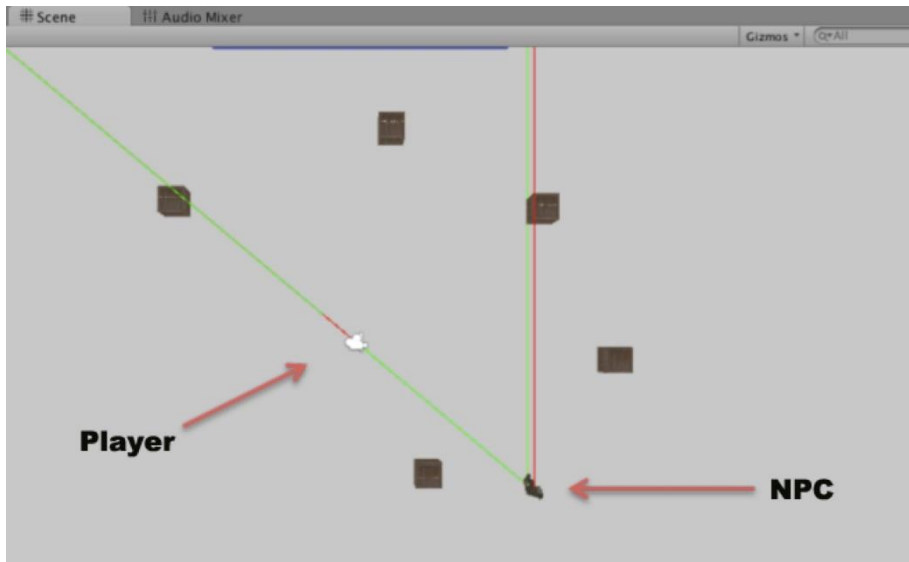 Scene
Audio Mixer
Gizmos
All
Player
NPC